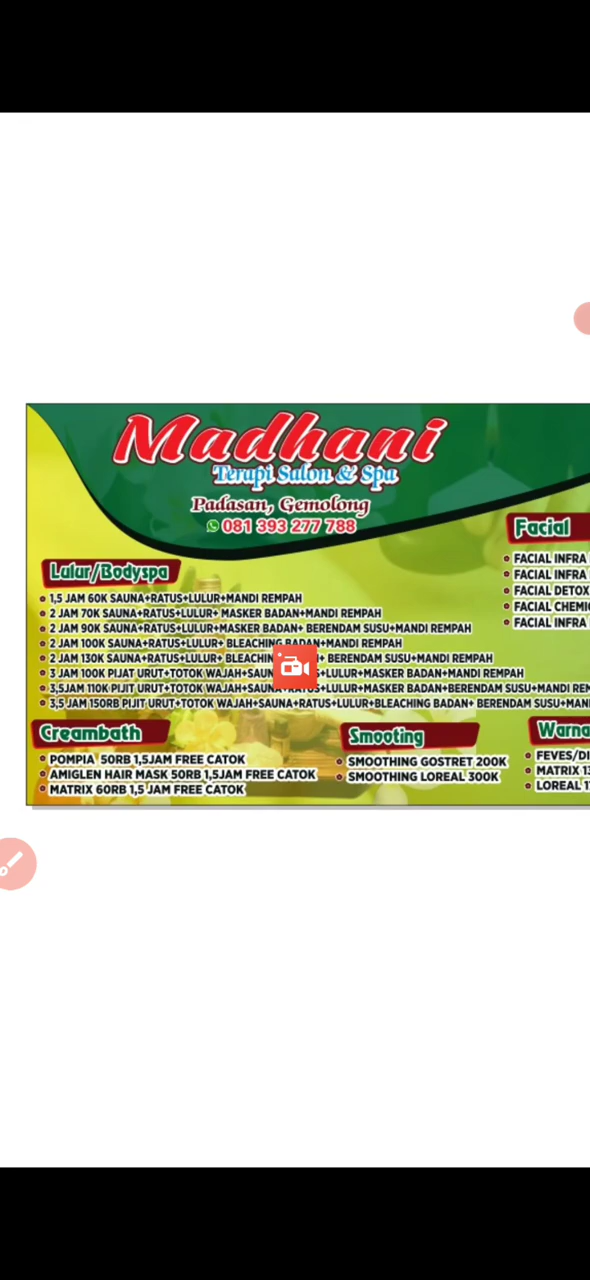 Madhani
Terapi Salon & Spa
Padasan, Gemolong
081 393 277 788
Lulur/Bodyspa
1,5 JAM 60K SAUNA+RATUS+LULUR+MANDI REMPAH
2 JAM 70K SAUNA+RATUS+LULUR+ MASKER BADAN+MANDI REMPAH
2 JAM 90K SAUNA+RATUS+LULUR+MASKER BADAN+ BERENDAM SUSU+MANDI REMPAH
2 JAM 100K SAUNA+RATUS+LULUR+ BLEACHING BADAN+MANDI REMPAH
2 JAM 130K SAUNA+RATUS+LULUR+ BERENDAM SUSU+MANDI REMPAH
3 JAM 100K PIJAT URUT+TOTOK WAJAH+LULUR+MASKER BADAN+MANDI REMPAH
3,5JAM 110K PIJIT URUT+TOTOK WAJAH+SAUNA+RATUS+LULUR+MASKER BADAN+BERENDAM SUSU+MANDI
3,5 JAM 150RB PIJIT URUT+TOTOK WAJAH+SAUNA+RATUS+LULUR+BLEACHING BADAN+ BERENDAM SUSU+
Facial
FACIAL INFRA
FACIAL INFRA
FACIAL DETOX
FACIAL
FACIAL INFRA
Creambath
POMPIA 50RB 1,5JAM FREE CATOK
AMIGLEN HAIR MASK 50RB 1,5JAM FREE CATOK
MATRIX 60RB 1,5 JAM FREE CATOK
Smooting
SMOOTHING GOSTRET 200K
SMOOTHING LOREAL 300K
Warna
MATRIX
LOREAL